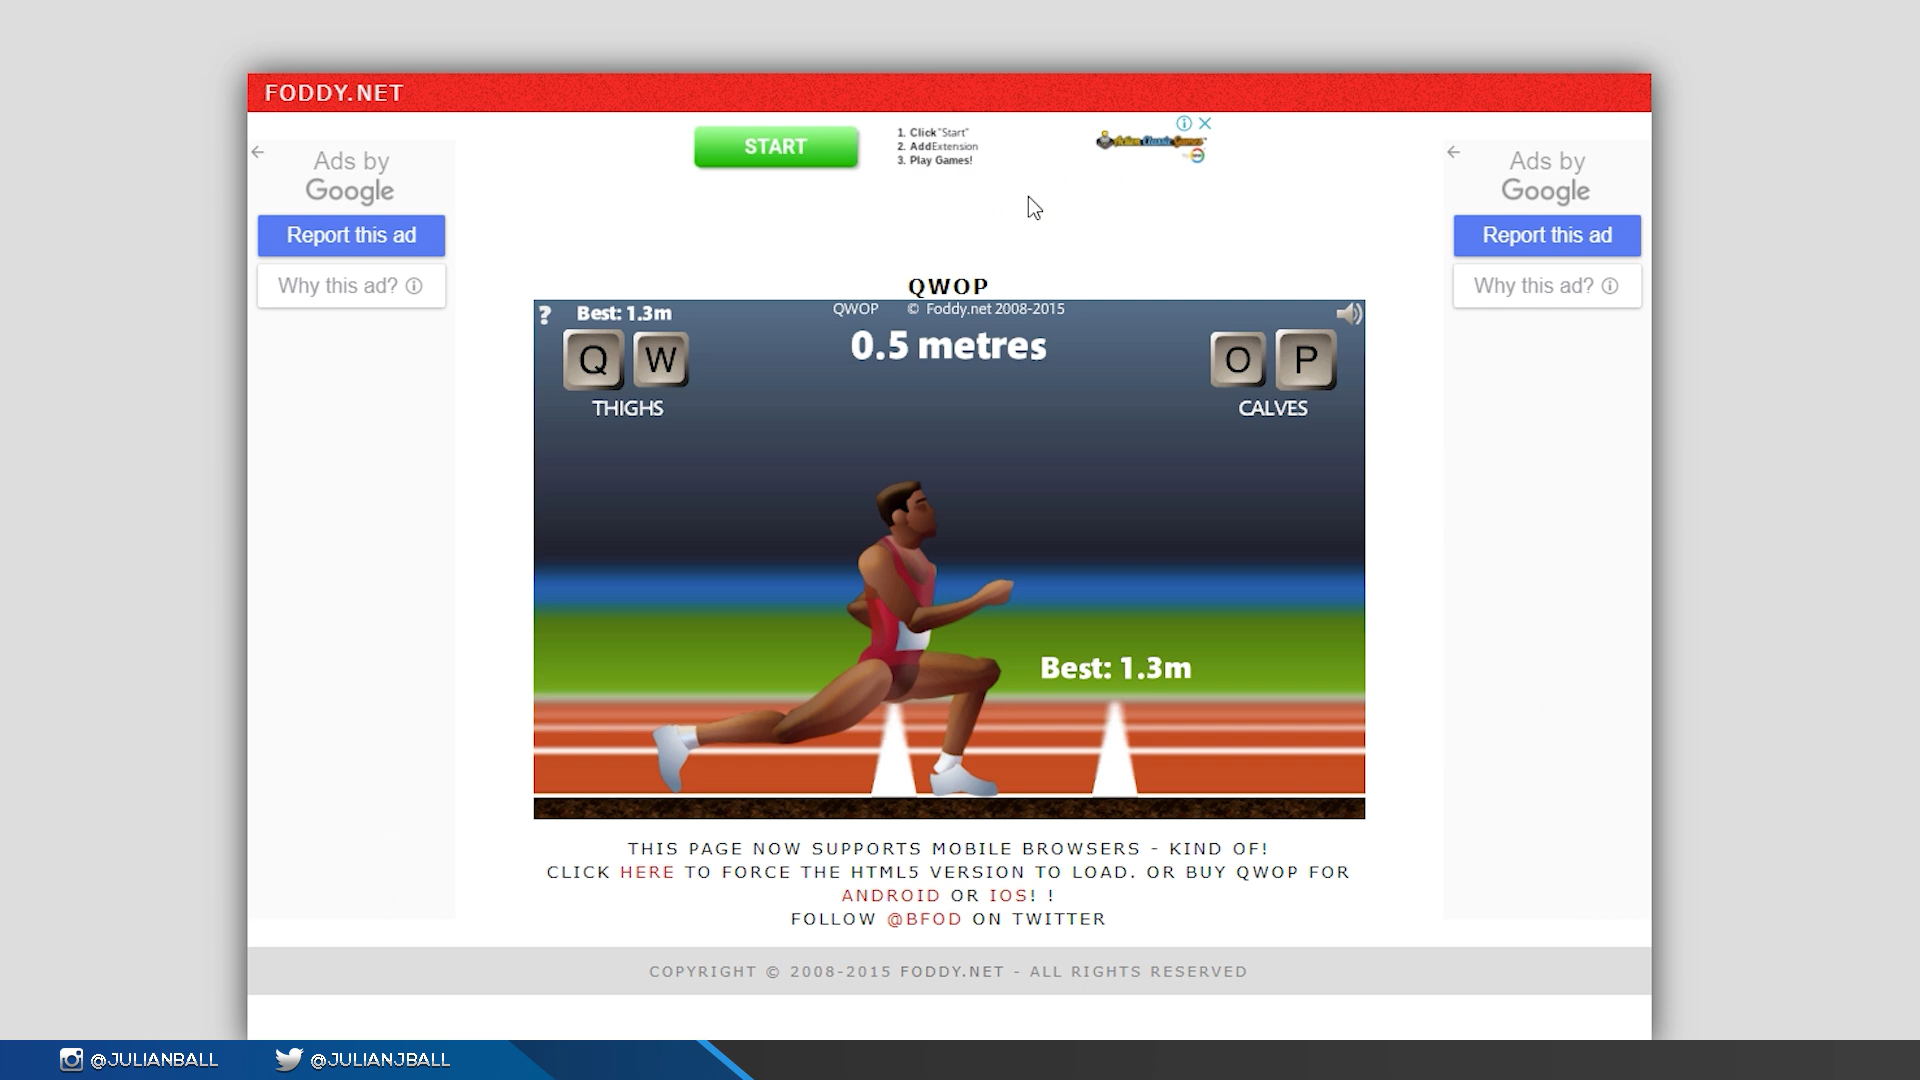 FODDY.NET
START
1. Click "Start"
2. Add Extension
3. Play Games!
Action Classic Games
Ads by
Google
Report this ad
Why this ad?
Ads by
Google
Report this ad
Why this ad?
QWOP
? Best: 1.3m
QWOP © Foddy.net 2008-2015
0.5 metres
Q W
THIGHS
O P
CALVES
Best: 1.3m
THIS PAGE NOW SUPPORTS MOBILE BROWSERS - KIND OF!
CLICK HERE TO FORCE THE HTML5 VERSION TO LOAD. OR BUY QWOP FOR
ANDROID OR IOS! !
FOLLOW @BFOD ON TWITTER
COPYRIGHT © 2008-2015 FODDY.NET - ALL RIGHTS RESERVED
@JULIANBALL
@JULIANJBALL